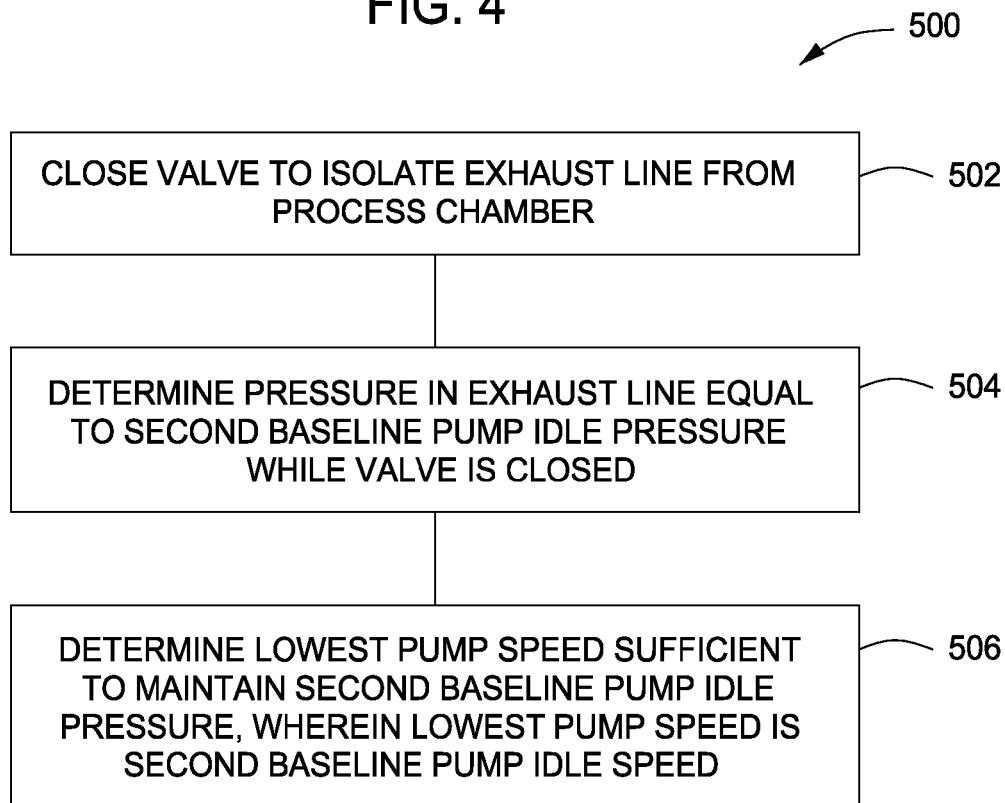 FIG. 4
500
CLOSE VALVE TO ISOLATE EXHAUST LINE FROM
PROCESS CHAMBER
502
DETERMINE PRESSURE IN EXHAUST LINE EQUAL
TO SECOND BASELINE PUMP IDLE PRESSURE
WHILE VALVE IS CLOSED
504
DETERMINE LOWEST PUMP SPEED SUFFICIENT
TO MAINTAIN SECOND BASELINE PUMP IDLE
PRESSURE, WHEREIN LOWEST PUMP SPEED IS
SECOND BASELINE PUMP IDLE SPEED
506